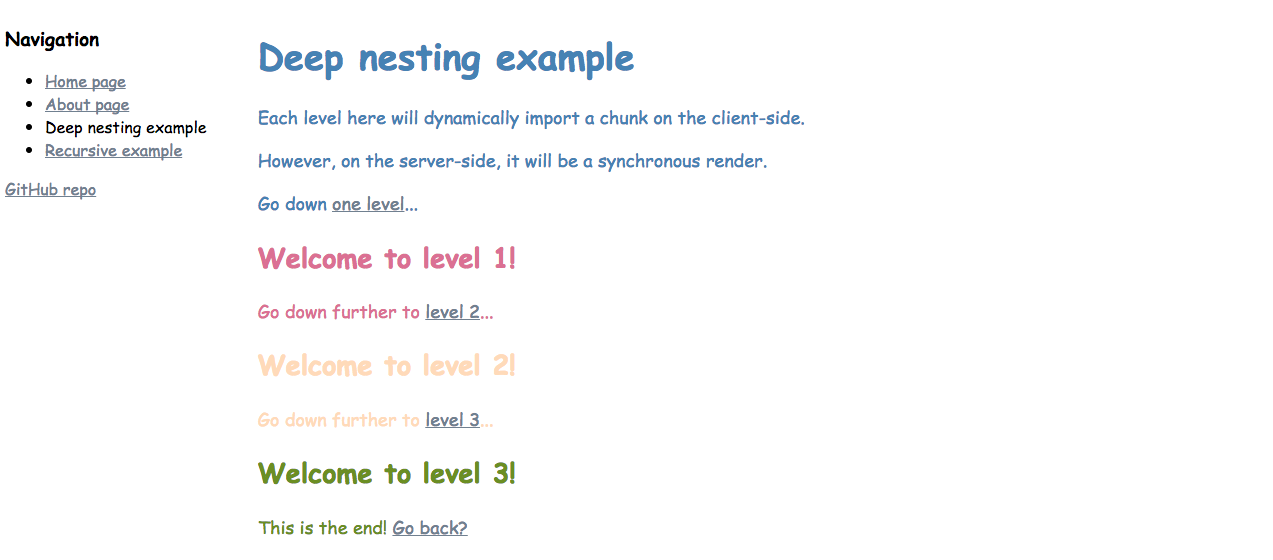 Navigation
Home page
About page
Deep nesting example
Recursive example
GitHub repo
Deep nesting example
Each level here will dynamically import a chunk on the client-side.
However, on the server-side, it will be a synchronous render.
Go down one level...
Welcome to level 1!
Go down further to level 2...
Welcome to level 2!
Go down further to level 3...
Welcome to level 3!
This is the end! Go back?